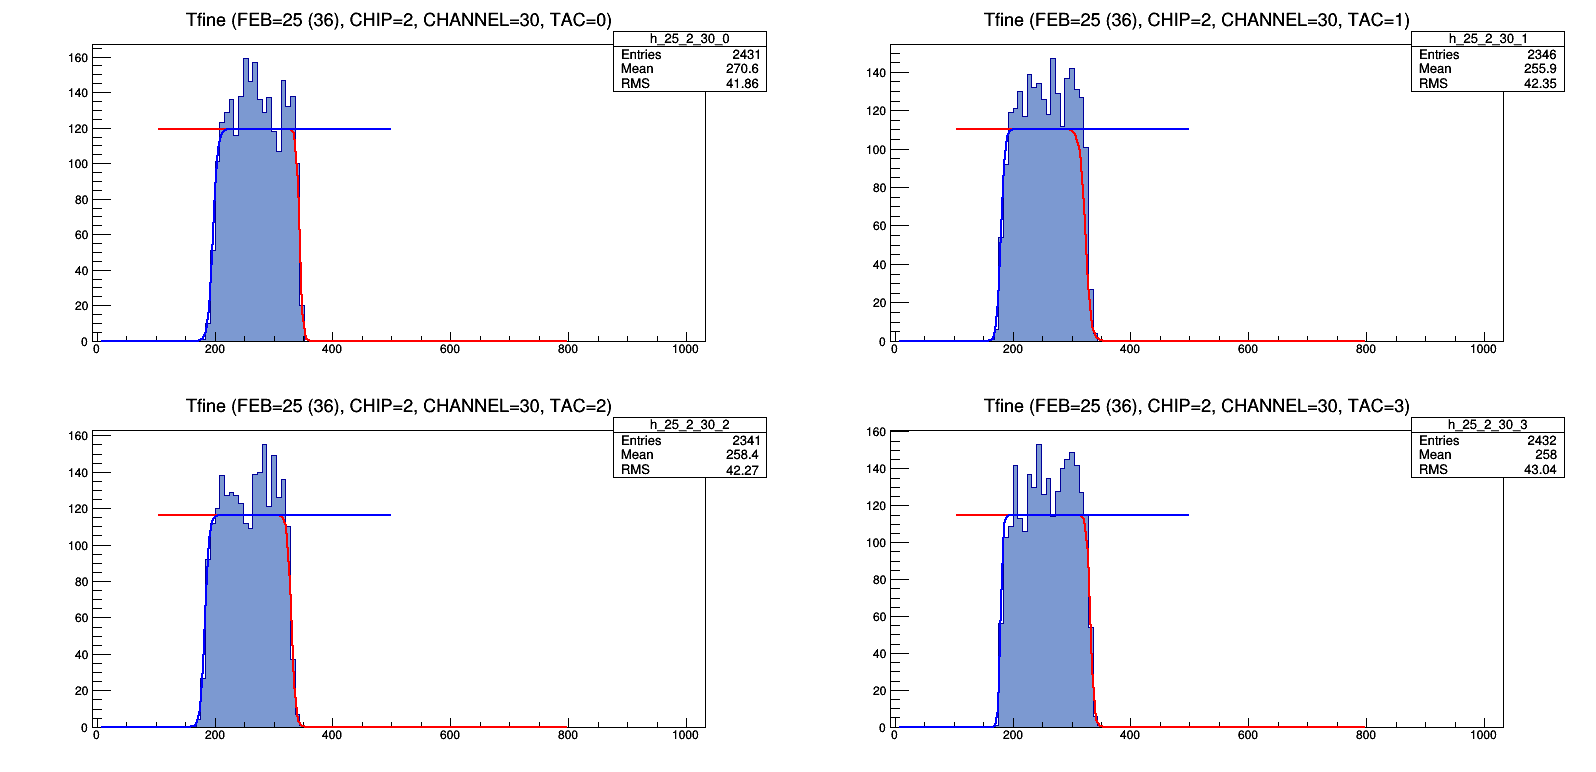 Tfine (FEB=25 (36), CHIP=2, CHANNEL=30, TAC=0)
h_25_2_30_0
Entries 2431
Mean 270.6
RMS 41.86
160
140
120
100
80
60
40
20
0
0 200 400 600 800 1000
Tfine (FEB=25 (36), CHIP=2, CHANNEL=30, TAC=1)
h_25_2_30_1
Entries 2346
Mean 255.9
RMS 42.35
140
120
100
80
60
40
20
0
0 200 400 600 800 1000
Tfine (FEB=25 (36), CHIP=2, CHANNEL=30, TAC=2)
h_25_2_30_2
Entries 2341
Mean 258.4
RMS 42.27
160
140
120
100
80
60
40
20
0
0 200 400 600 800 1000
Tfine (FEB=25 (36), CHIP=2, CHANNEL=30, TAC=3)
h_25_2_30_3
Entries 2432
Mean 258
RMS 43.04
160
140
120
100
80
60
40
20
0
0 200 400 600 800 1000